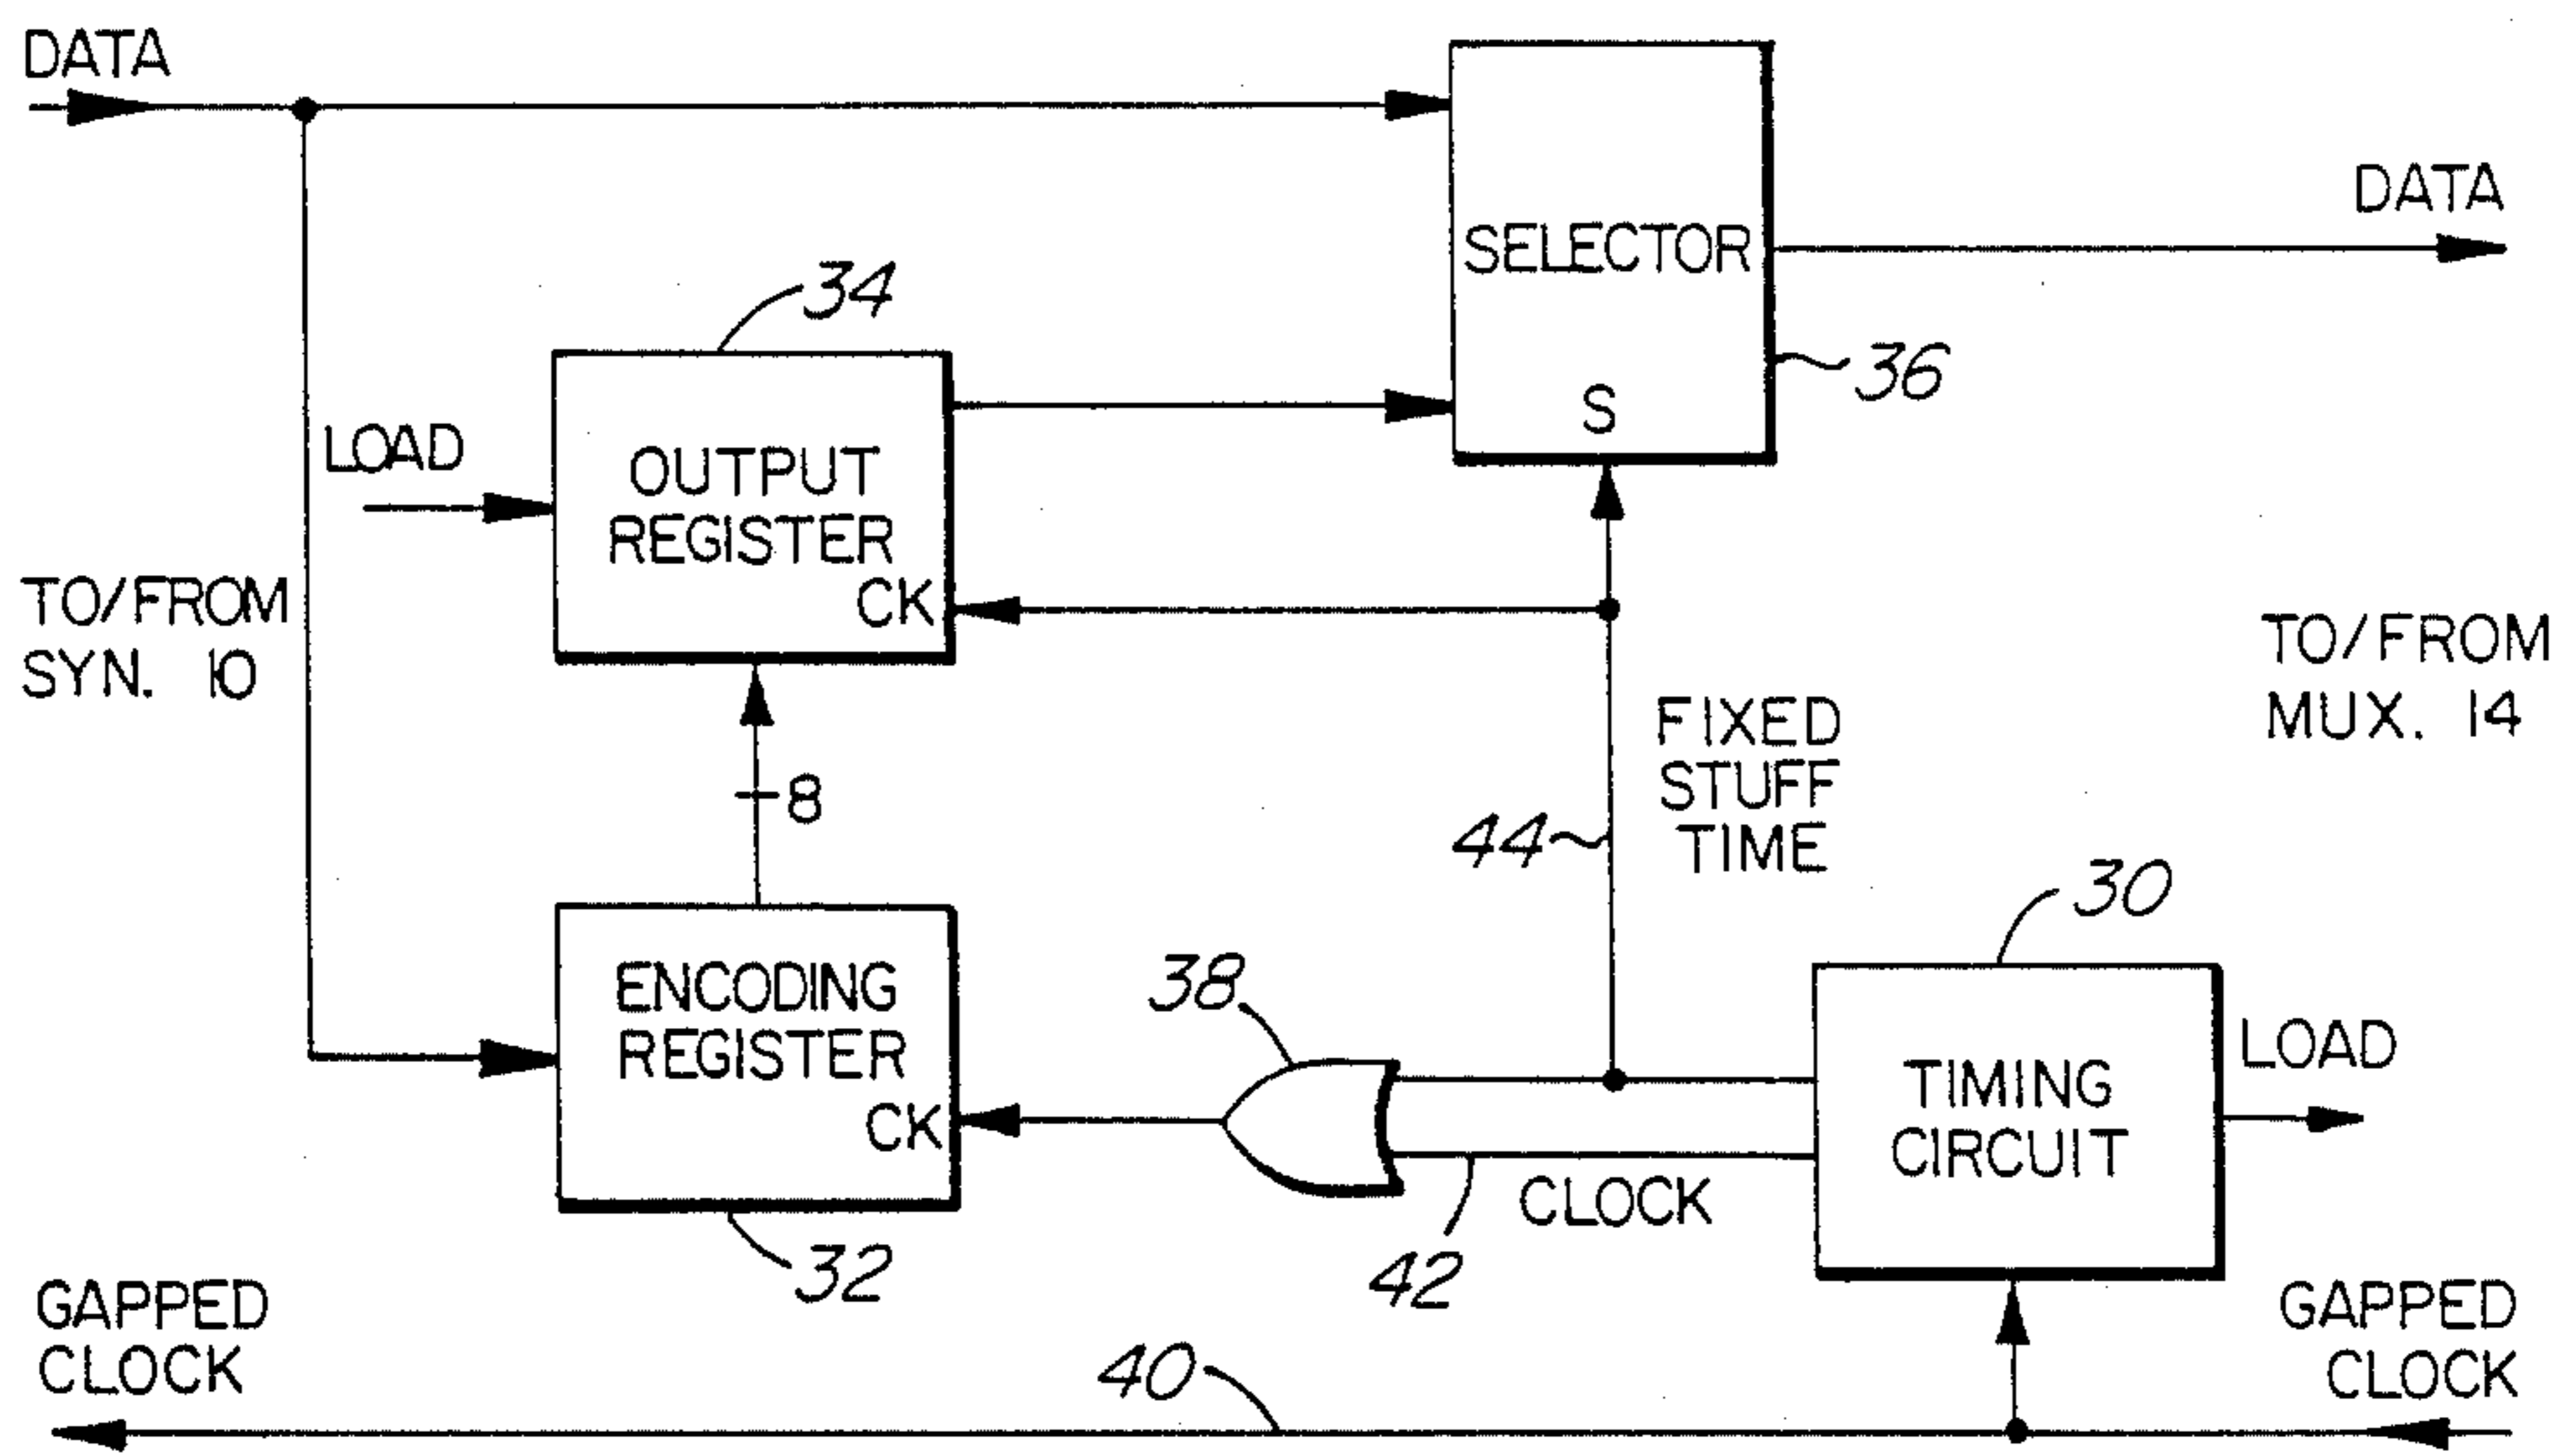 DATA
DATA
SELECTOR
34
36
S
LOAD
OUTPUT
REGISTER
CK
TO/FROM
SYN. 10
TO/FROM
MUX. 14
FIXED
STUFF
TIME
8
44
30
38
ENCODING
REGISTER
CK
TIMING
CIRCUIT
LOAD
CLOCK
32
42
GAPPED
CLOCK
GAPPED
CLOCK
40